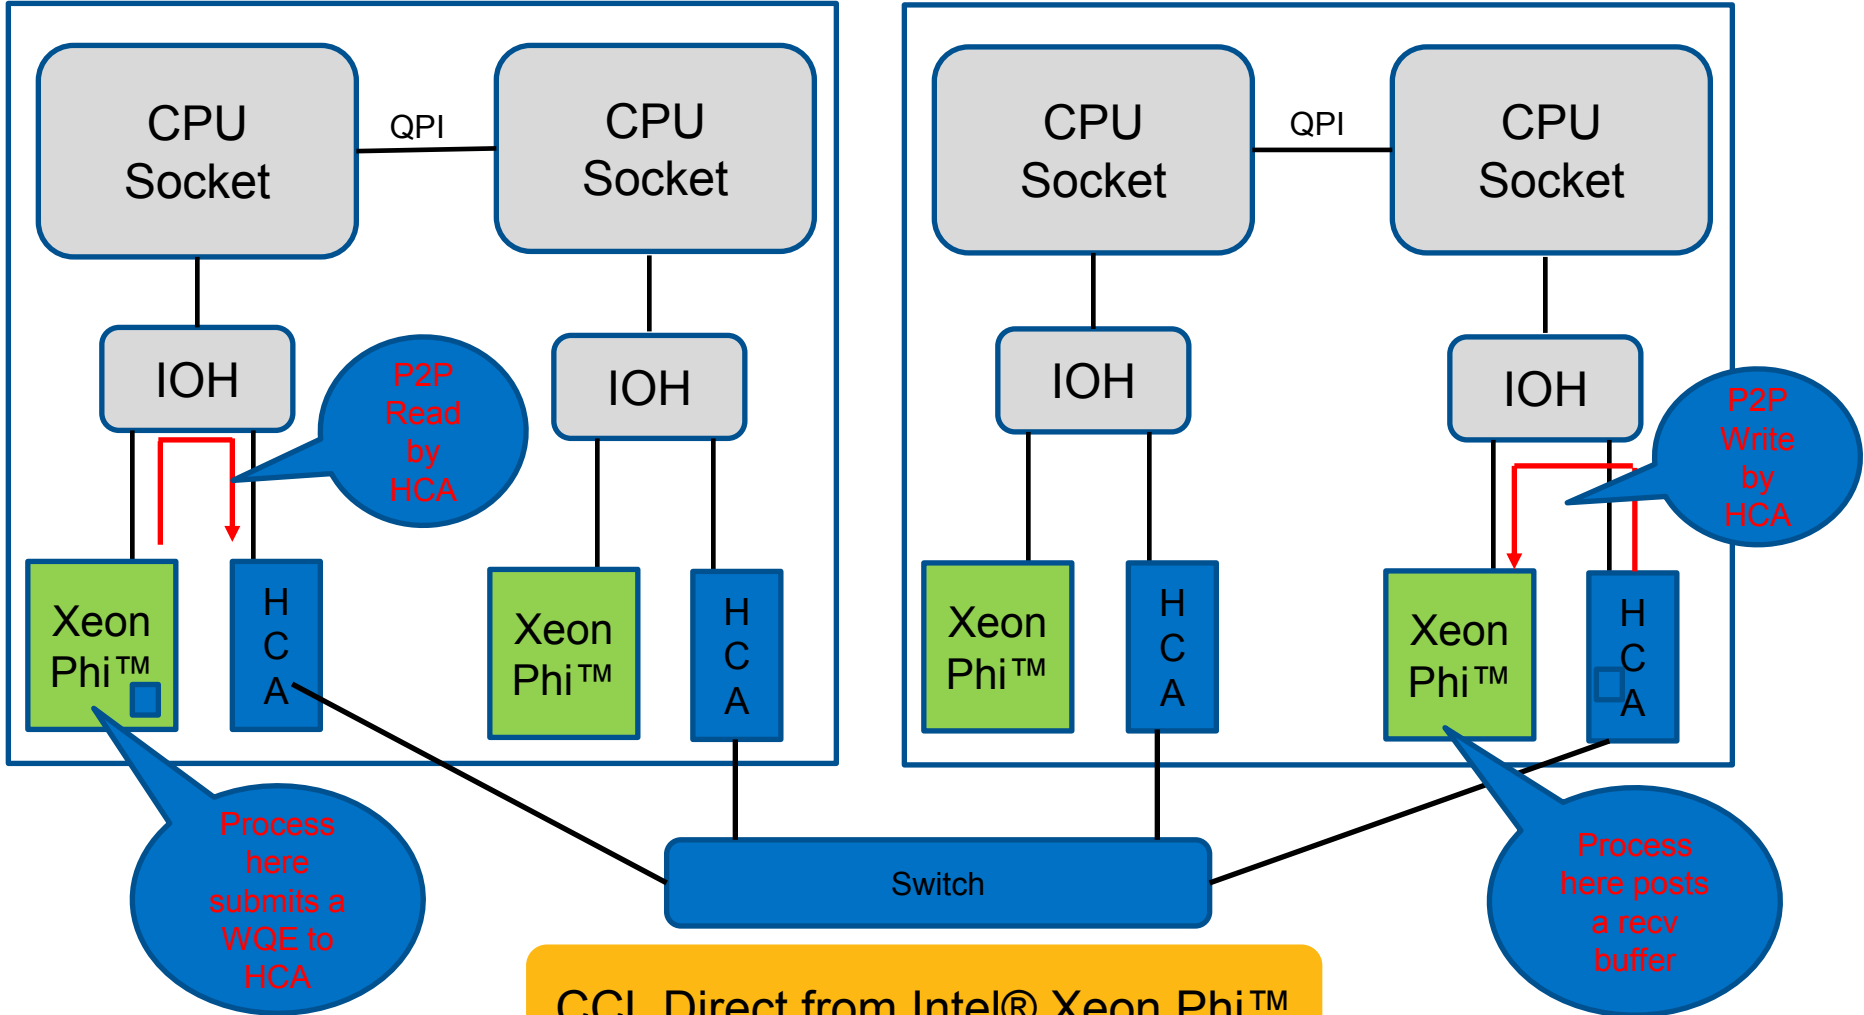 CPU
Socket
QPI
CPU
Socket
CPU
Socket
QPI
CPU
Socket
IOH
P2P
Read
by
HCA
IOH
IOH
IOH
P2P
Write
by
HCA
Xeon
Phi™
H
C
A
Xeon
Phi™
H
C
A
Xeon
Phi™
H
C
A
Xeon
Phi™
H
C
A
Process
here
submits a
WQE to
HCA
Switch
Process
here posts
a recv
buffer
CCL Direct from Intel® Xeon Phi™